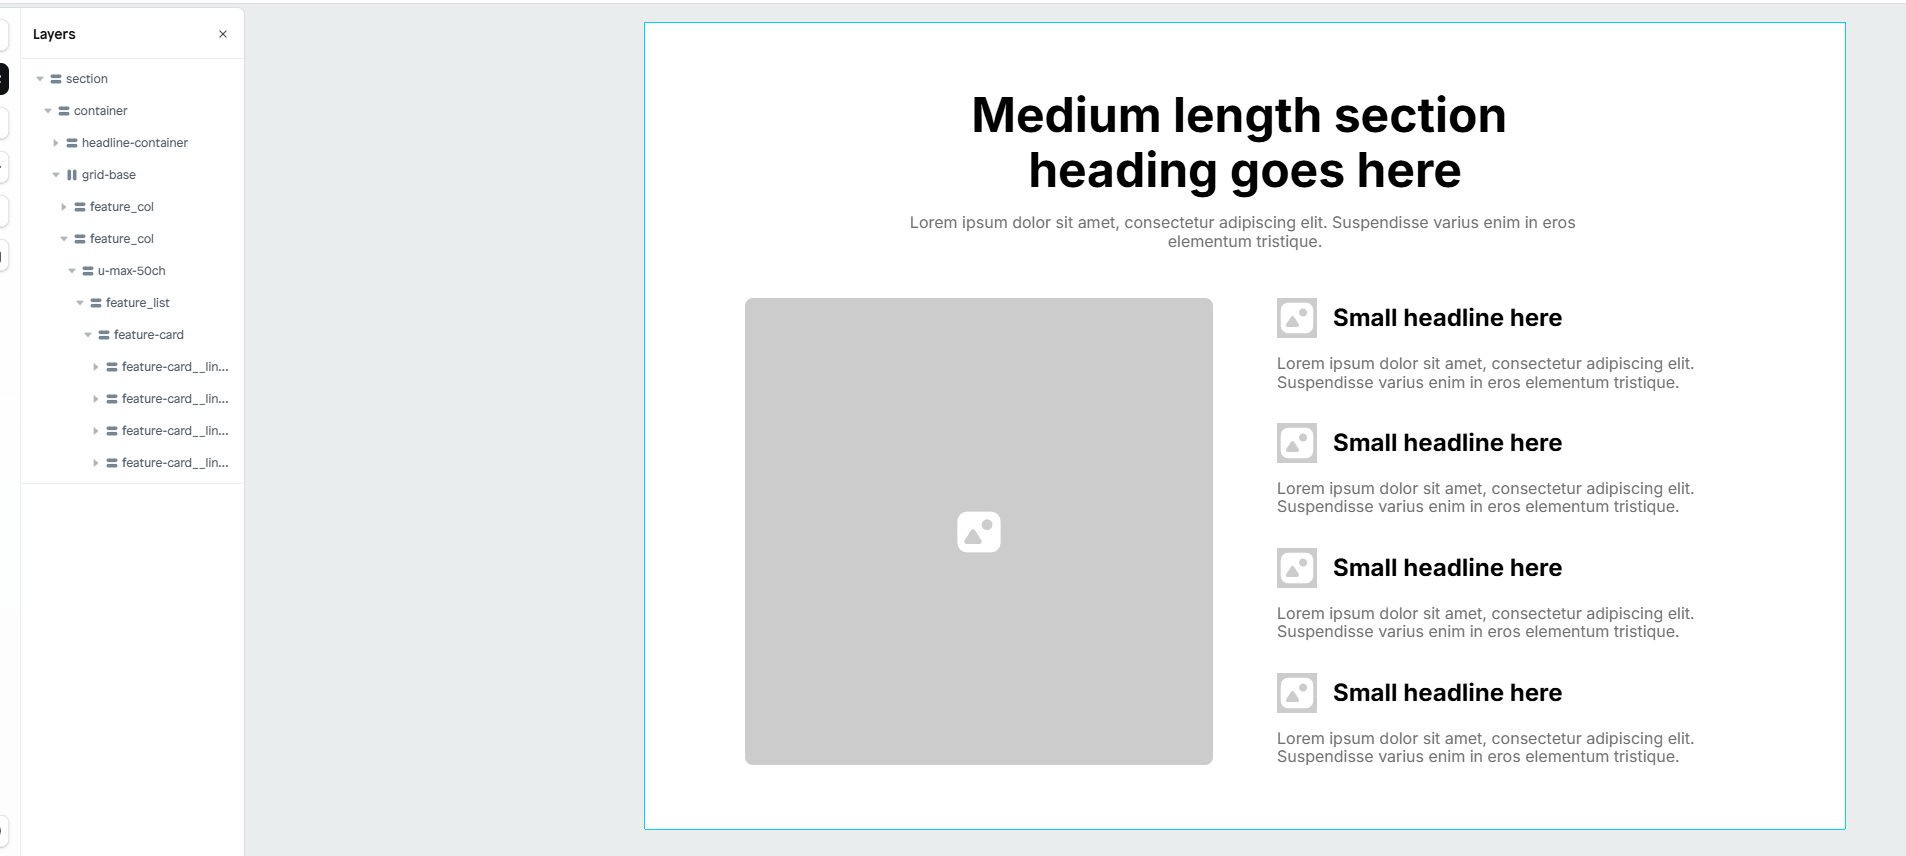 Layers
section
container
headline-container
grid-base
feature_col
feature_col
u-max-50ch
feature_list
feature-card
feature-card__lin...
feature-card__lin...
feature-card__lin...
feature-card__lin...
Medium length section
heading goes here
Lorem ipsum dolor sit amet, consectetur adipiscing elit. Suspendisse varius enim in eros
elementum tristique.
Small headline here
Lorem ipsum dolor sit amet, consectetur adipiscing elit.
Suspendisse varius enim in eros elementum tristique.
Small headline here
Lorem ipsum dolor sit amet, consectetur adipiscing elit.
Suspendisse varius enim in eros elementum tristique.
Small headline here
Lorem ipsum dolor sit amet, consectetur adipiscing elit.
Suspendisse varius enim in eros elementum tristique.
Small headline here
Lorem ipsum dolor sit amet, consectetur adipiscing elit.
Suspendisse varius enim in eros elementum tristique.